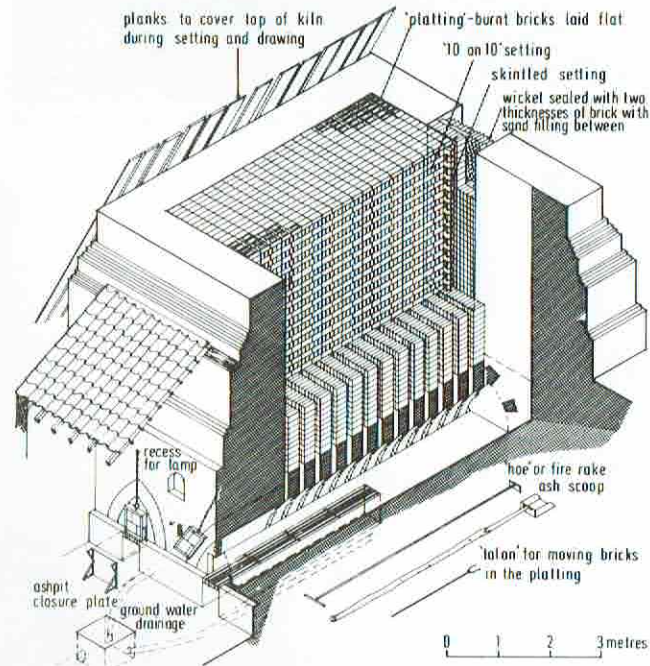 planks to cover top of kiln
during setting and drawing
'platting'-burnt bricks laid flat
'10 on 10' setting
skintled setting
wicket sealed with two
thicknesses of brick with
sand filling between
recess
for lamp
'hoe' or fire rake
ash scoop
'talon' for moving bricks
in the platting
ashpit
closure plate
ground water
drainage
0 1 2 3 metres